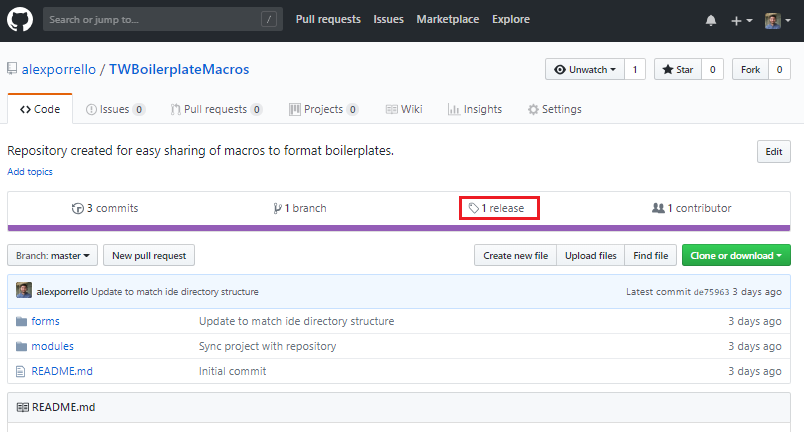 Search or jump to... / Pull requests Issues Marketplace Explore
alexporrello / TWBoilerplateMacros Unwatch 1 Star 0 Fork 0
Code Issues 0 Pull requests 0 Projects 0 Wiki Insights Settings
Repository created for easy sharing of macros to format boilerplates. Edit
Add topics
3 commits 1 branch 1 release 1 contributor
Branch: master New pull request Create new file Upload files Find file Clone or download
alexporrello Update to match ide directory structure Latest commit de75963 3 days ago
forms Update to match ide directory structure 3 days ago
modules Sync project with repository 3 days ago
README.md Initial commit 3 days ago
README.md